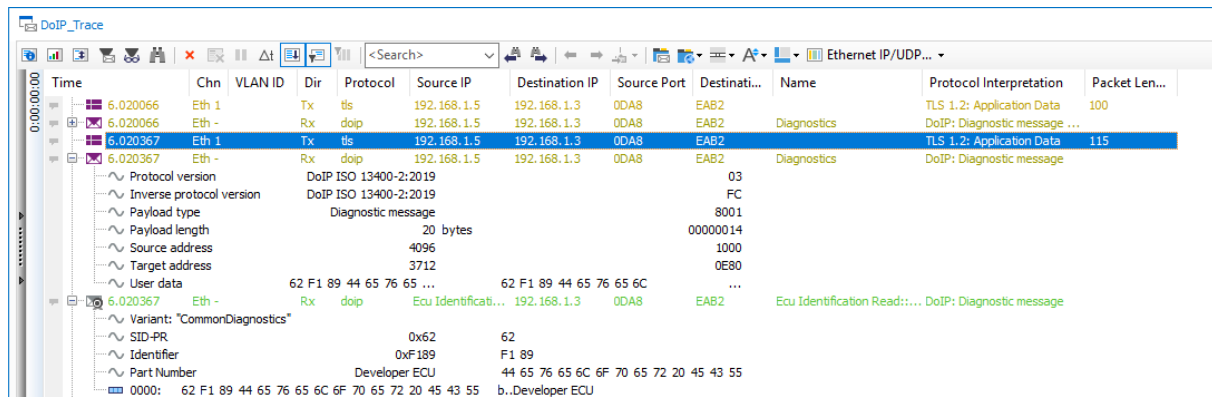 DoIP_Trace
Δt <Search> Ethernet IP/UDP...
Time Chn VLAN ID Dir Protocol Source IP Destination IP Source Port Destinati... Name Protocol Interpretation Packet Len...
0:00:00:00
6.020066 Eth 1 Tx tls 192.168.1.5 192.168.1.3 0DA8 EAB2 TLS 1.2: Application Data 100
6.020066 Eth - Rx doip 192.168.1.5 192.168.1.3 0DA8 EAB2 Diagnostics DoIP: Diagnostic message ...
6.020367 Eth 1 Tx tls 192.168.1.5 192.168.1.3 0DA8 EAB2 TLS 1.2: Application Data 115
6.020367 Eth - Rx doip 192.168.1.5 192.168.1.3 0DA8 EAB2 Diagnostics DoIP: Diagnostic message
Protocol version DoIP ISO 13400-2:2019 03
Inverse protocol version DoIP ISO 13400-2:2019 FC
Payload type Diagnostic message 8001
Payload length 20 bytes 00000014
Source address 4096 1000
Target address 3712 0E80
User data 62 F1 89 44 65 76 65 ... 62 F1 89 44 65 76 65 6C ...
6.020367 Eth - Rx doip Ecu Identificati... 192.168.1.3 0DA8 EAB2 Ecu Identification Read::... DoIP: Diagnostic message
Variant: "CommonDiagnostics"
SID-PR 0x62 62
Identifier 0xF189 F1 89
Part Number Developer ECU 44 65 76 65 6C 6F 70 65 72 20 45 43 55
0000: 62 F1 89 44 65 76 65 6C 6F 70 65 72 20 45 43 55 b..Developer ECU